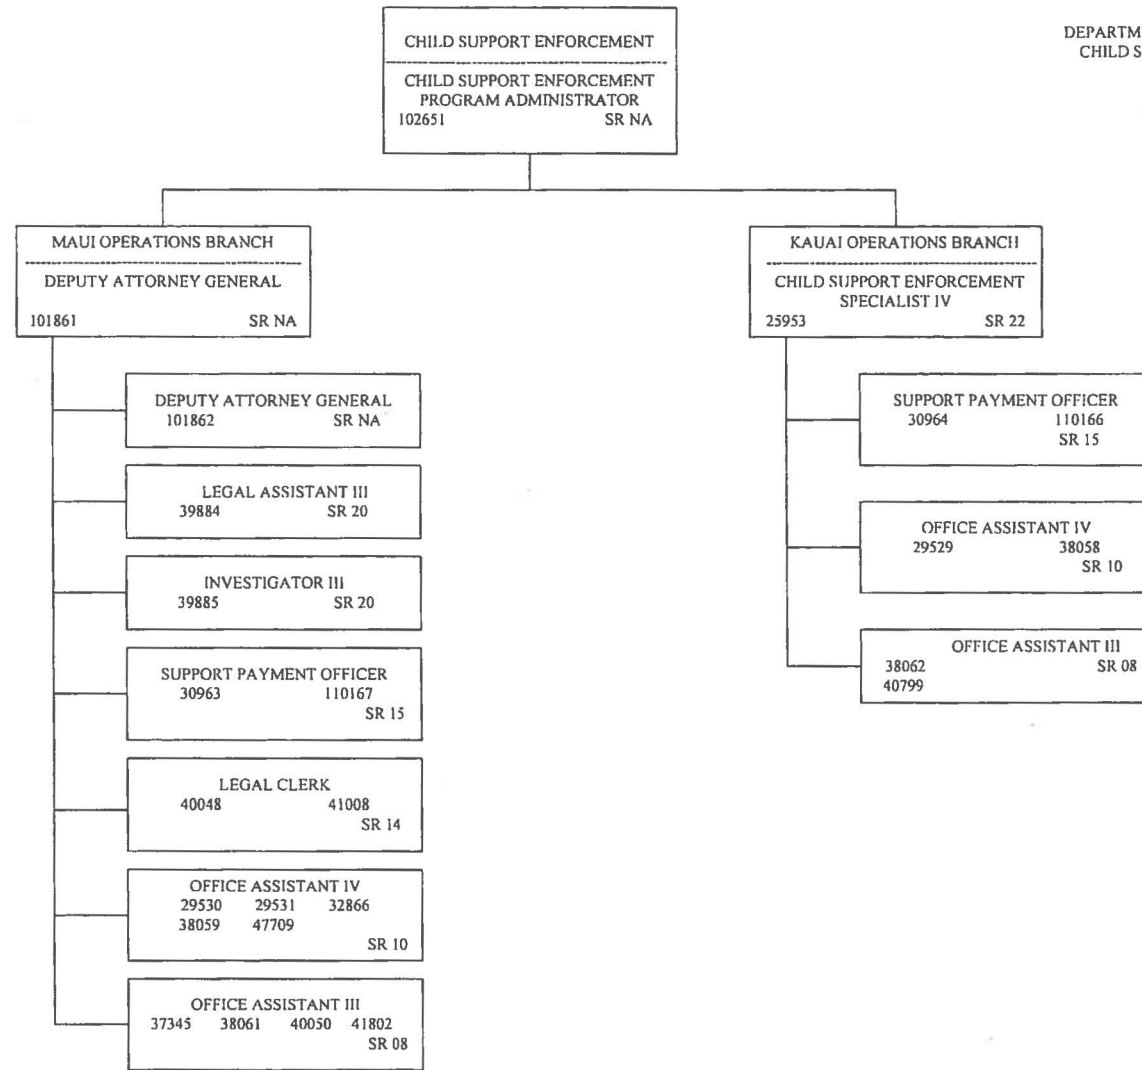 DEPARTM
CHILD S
CHILD SUPPORT ENFORCEMENT
CHILD SUPPORT ENFORCEMENT
PROGRAM ADMINISTRATOR
102651 SR NA
MAUI OPERATIONS BRANCH
DEPUTY ATTORNEY GENERAL
101861 SR NA
DEPUTY ATTORNEY GENERAL
101862 SR NA
LEGAL ASSISTANT III
39884 SR 20
INVESTIGATOR III
39885 SR 20
SUPPORT PAYMENT OFFICER
30963 110167
SR 15
LEGAL CLERK
40048 41008
SR 14
OFFICE ASSISTANT IV
29530 29531 32866
38059 47709
SR 10
OFFICE ASSISTANT III
37345 38061 40050 41802
SR 08
KAUAI OPERATIONS BRANCH
CHILD SUPPORT ENFORCEMENT
SPECIALIST IV
25953 SR 22
SUPPORT PAYMENT OFFICER
30964 110166
SR 15
OFFICE ASSISTANT IV
29529 38058
SR 10
OFFICE ASSISTANT III
38062 SR 08
40799